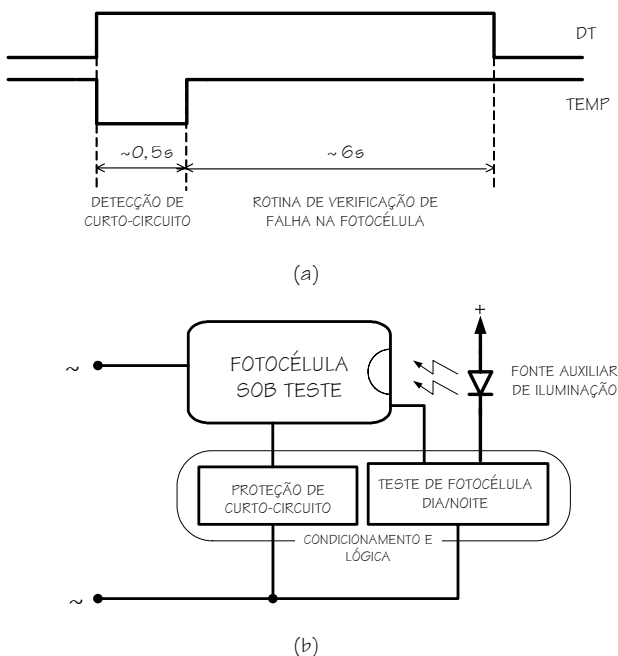 DT
TEMP
~0,5s
~6s
DETECÇÃO DE
CURTO-CIRCUITO
ROTINA DE VERIFICAÇÃO DE
FALHA NA FOTOCÉLULA
(a)
+
~
FOTOCÉLULA
SOB TESTE
FONTE AUXILIAR
DE ILUMINAÇÃO
PROTEÇÃO DE
CURTO-CIRCUITO
TESTE DE FOTOCÉLULA
DIA/NOITE
CONDICIONAMENTO E
LÓGICA
~
(b)